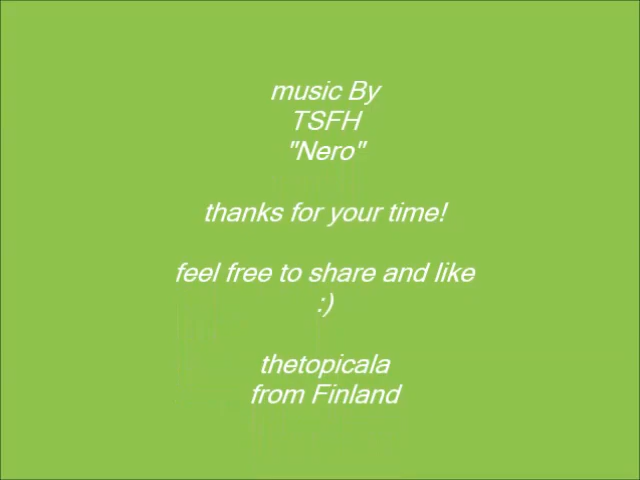 music By
TSFH
"Nero"
thanks for your time!
feel free to share and like
:)
thetopicala
from Finland